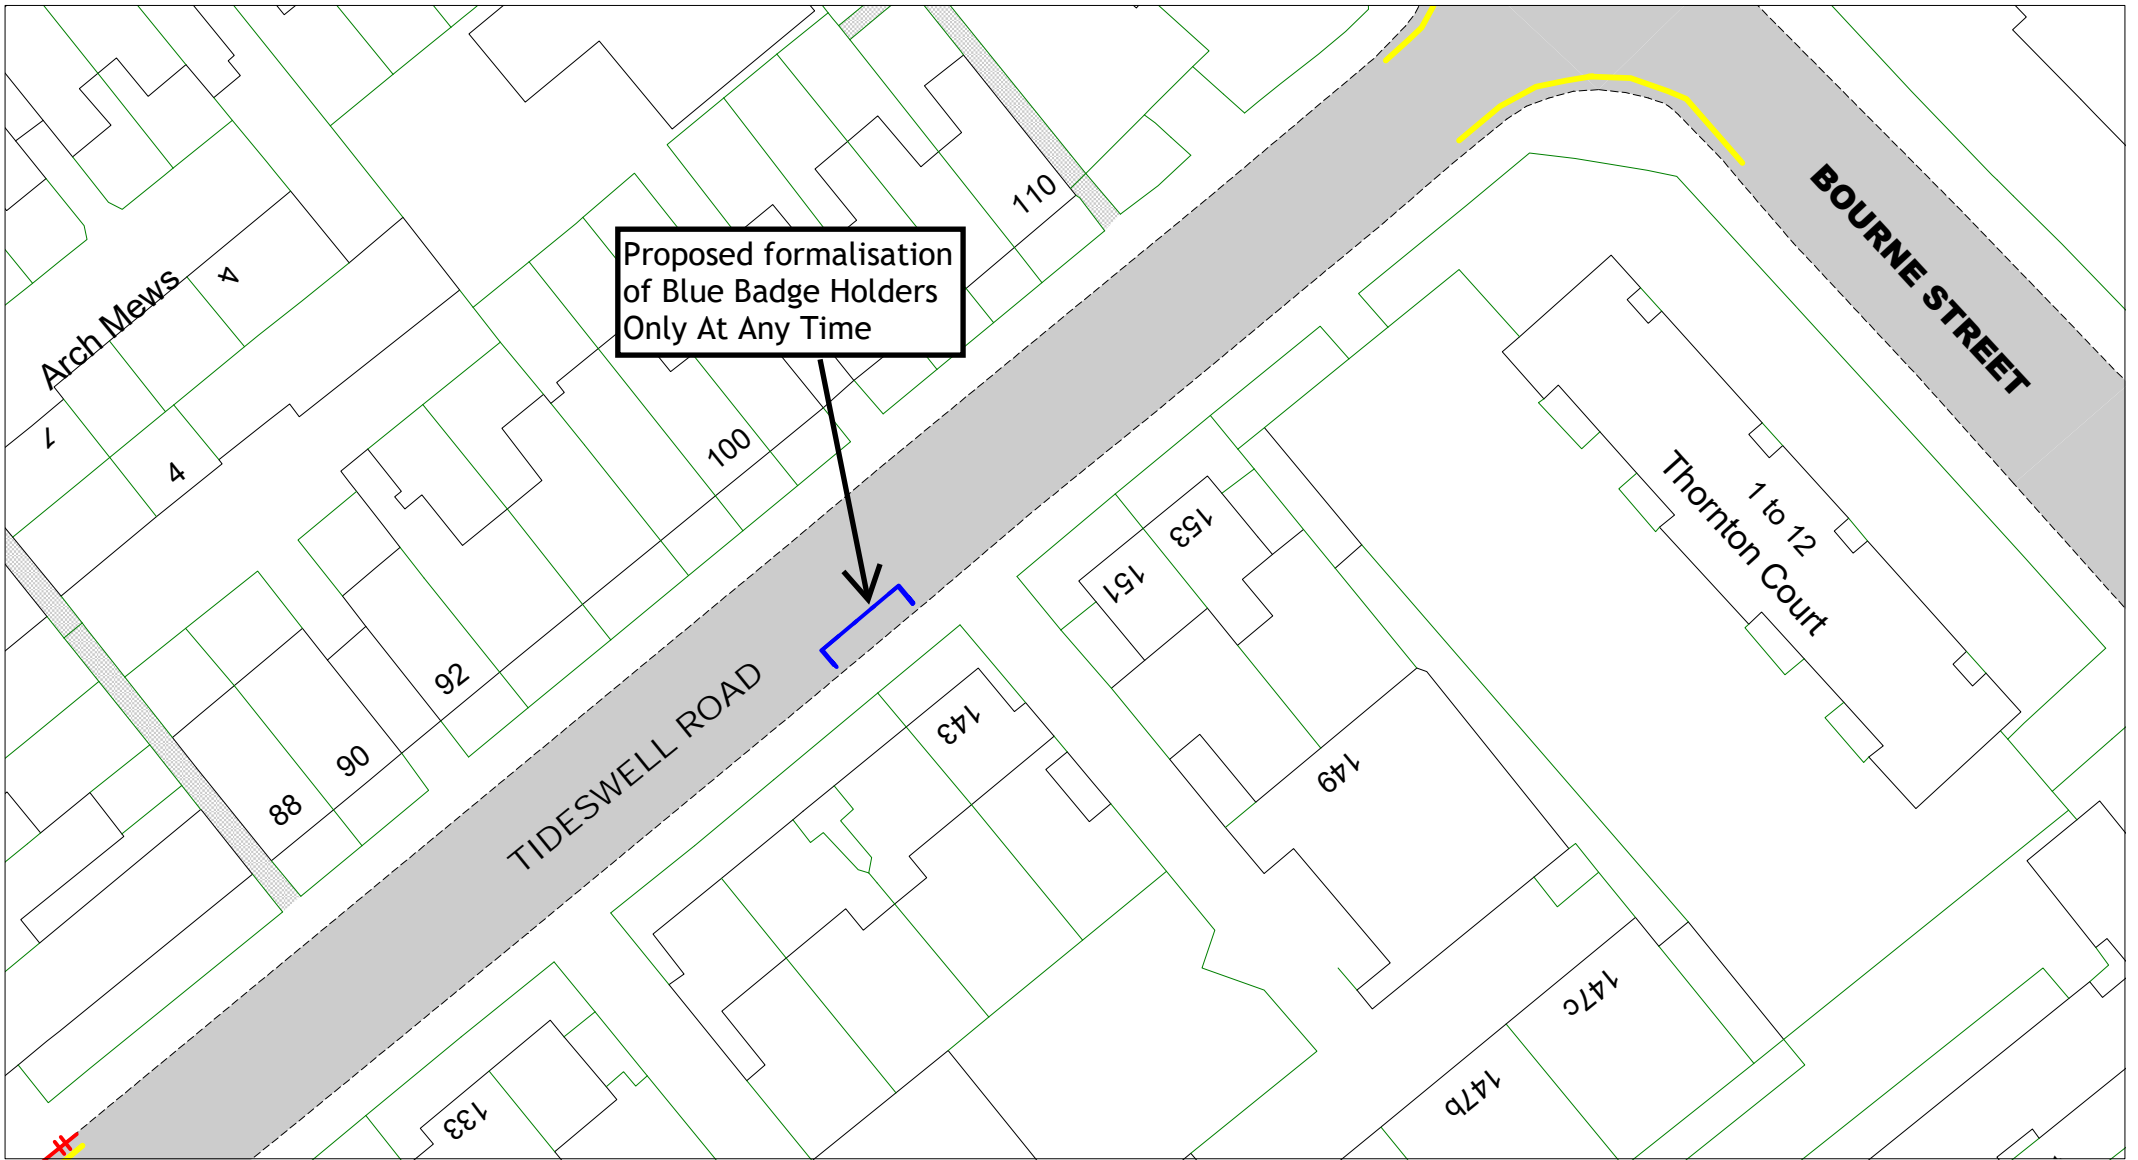 BOURNE STREET
110
Proposed formalisation
of Blue Badge Holders
Only At Any Time
Arch Mews
4
7
4
100
92
90
88
TIDESWELL ROAD
153
151
1 to 12
Thornton Court
143
149
147c
147b
133